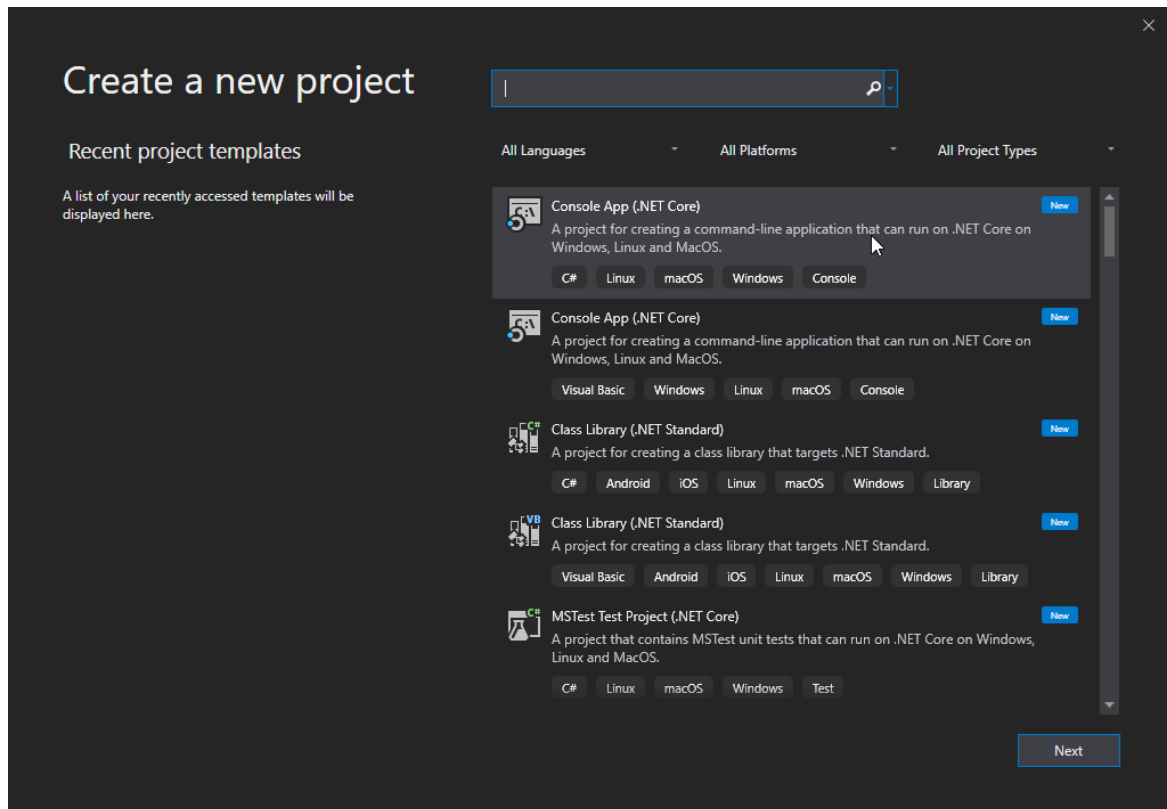 Create a new project
Recent project templates
A list of your recently accessed templates will be
displayed here.
All Languages
All Platforms
All Project Types
Console App (.NET Core)
New
A project for creating a command-line application that can run on .NET Core on
Windows, Linux and MacOS.
C# Linux macOS Windows Console
Console App (.NET Core)
New
A project for creating a command-line application that can run on .NET Core on
Windows, Linux and MacOS.
Visual Basic Windows Linux macOS Console
C#
Class Library (.NET Standard)
New
A project for creating a class library that targets .NET Standard.
C# Android iOS Linux macOS Windows Library
VB
Class Library (.NET Standard)
New
A project for creating a class library that targets .NET Standard.
Visual Basic Android iOS Linux macOS Windows Library
C#
MSTest Test Project (.NET Core)
New
A project that contains MSTest unit tests that can run on .NET Core on Windows,
Linux and MacOS.
C# Linux macOS Windows Test
Next